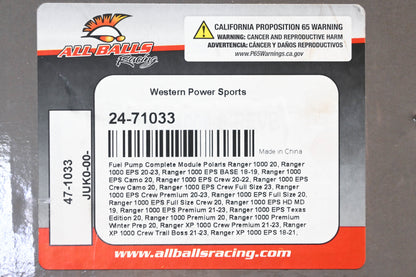 ALL BALLS
Racing
CALIFORNIA PROPOSITION 65 WARNING
WARNING: CANCER AND REPRODUCTIVE HARM
ADVERTENCIA: CÁNCER Y DAÑOS REPRODUCTIVOS
www.P65Warnings.ca.gov
Western Power Sports
24-71033
Made in China
Fuel Pump Complete Module Polaris Ranger 1000 20, Ranger
1000 EPS 20-23, Ranger 1000 EPS BASE 18-19, Ranger 1000
EPS Camo 20, Ranger 1000 EPS Crew 20-22, Ranger 1000 EPS
Crew Camo 20, Ranger 1000 EPS Crew Full Size 23, Ranger
1000 EPS Crew Premium 21-23, Ranger 1000 EPS Full Size 20,
Ranger 1000 EPS Full Size Crew 20, Ranger 1000 EPS HD MD
19, Ranger 1000 EPS Premium 21-23, Ranger 1000 EPS Texas
Edition 20, Ranger 1000 Premium 20, Ranger 1000 Premium
Winter Prep 20, Ranger XP 1000 Crew Premium 21-23, Ranger
XP 1000 Crew Trail Boss 21-23, Ranger XP 1000 EPS 18-21,
47-1033
JUK0-00-
www.allballsracing.com